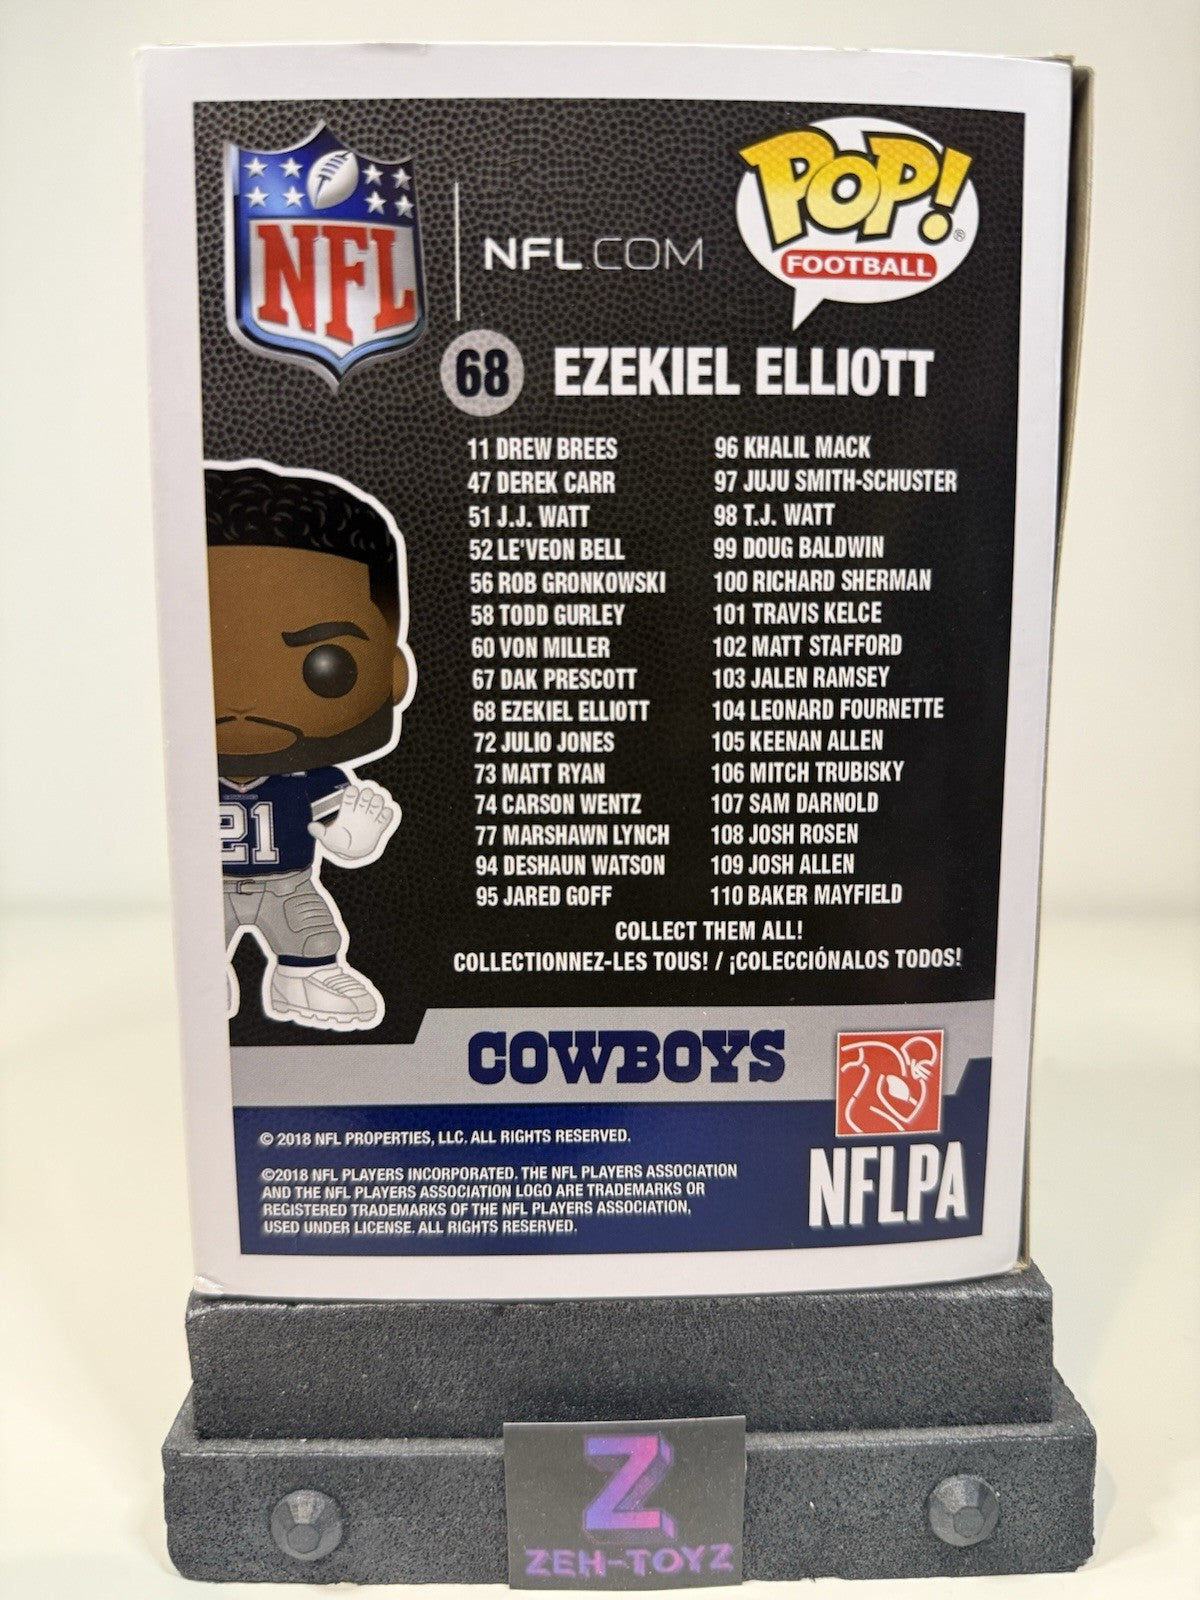 NFL
NFL.COM
POP!®
FOOTBALL
68 EZEKIEL ELLIOTT
11 DREW BREES
47 DEREK CARR
51 J.J. WATT
52 LE'VEON BELL
56 ROB GRONKOWSKI
58 TODD GURLEY
60 VON MILLER
67 DAK PRESCOTT
68 EZEKIEL ELLIOTT
72 JULIO JONES
73 MATT RYAN
74 CARSON WENTZ
77 MARSHAWN LYNCH
94 DESHAUN WATSON
95 JARED GOFF
96 KHALIL MACK
97 JUJU SMITH-SCHUSTER
98 T.J. WATT
99 DOUG BALDWIN
100 RICHARD SHERMAN
101 TRAVIS KELCE
102 MATT STAFFORD
103 JALEN RAMSEY
104 LEONARD FOURNETTE
105 KEENAN ALLEN
106 MITCH TRUBISKY
107 SAM DARNOLD
108 JOSH ROSEN
109 JOSH ALLEN
110 BAKER MAYFIELD
COLLECT THEM ALL!
COLLECTIONNEZ-LES TOUS! / ¡COLECCIÓNALOS TODOS!
COWBOYS
21
COWBOYS
© 2018 NFL PROPERTIES, LLC. ALL RIGHTS RESERVED.
©2018 NFL PLAYERS INCORPORATED. THE NFL PLAYERS ASSOCIATION
AND THE NFL PLAYERS ASSOCIATION LOGO ARE TRADEMARKS OR
REGISTERED TRADEMARKS OF THE NFL PLAYERS ASSOCIATION,
USED UNDER LICENSE. ALL RIGHTS RESERVED.
NFLPA
Z
ZEH-TOYZ